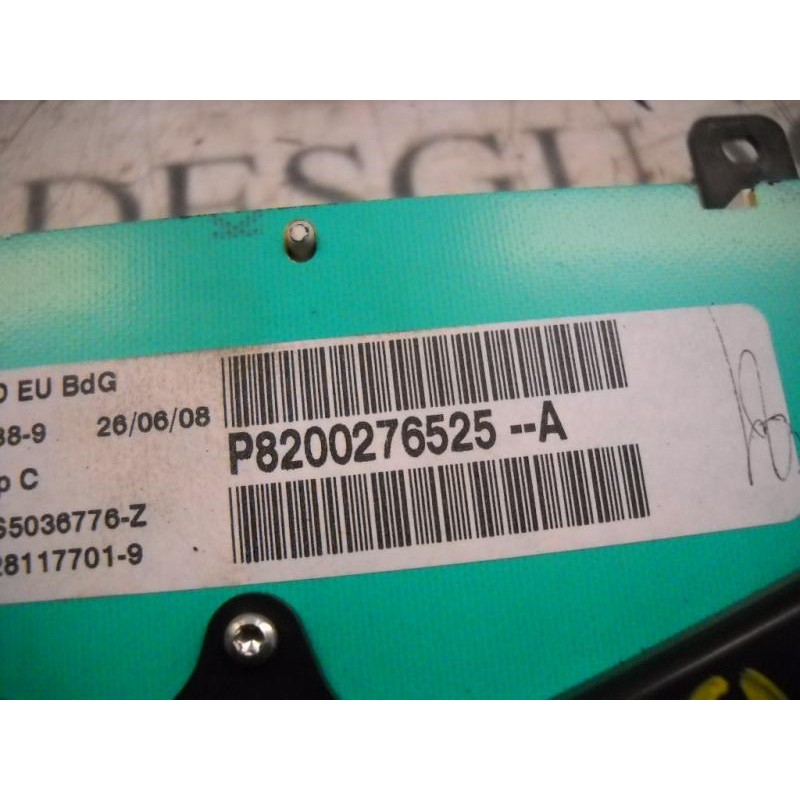 DESGU
D EU BdG
38-9 26/06/08
p C
S5036776-Z
28117701-9
P8200276525--A